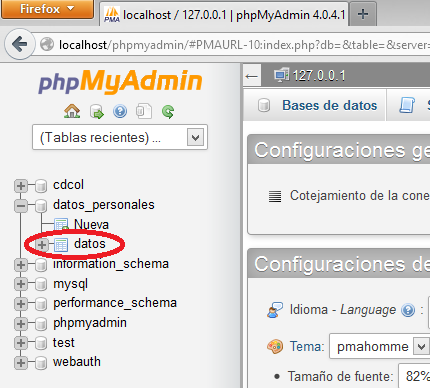 Firefox
localhost / 127.0.0.1 | phpMyAdmin 4.0.4.1
localhost/phpmyadmin/#PMAURL-10:index.php?db=&table=&server=
phpMyAdmin
(Tablas recientes) ...
cdcol
datos_personales
Nueva
datos
information_schema
mysql
performance_schema
phpmyadmin
test
webauth
127.0.0.1
Bases de datos
Configuraciones ge
Cotejamiento de la cone
Configuraciones de
Idioma - Language
:
Tema: pmahomme
Tamaño de fuente: 82%